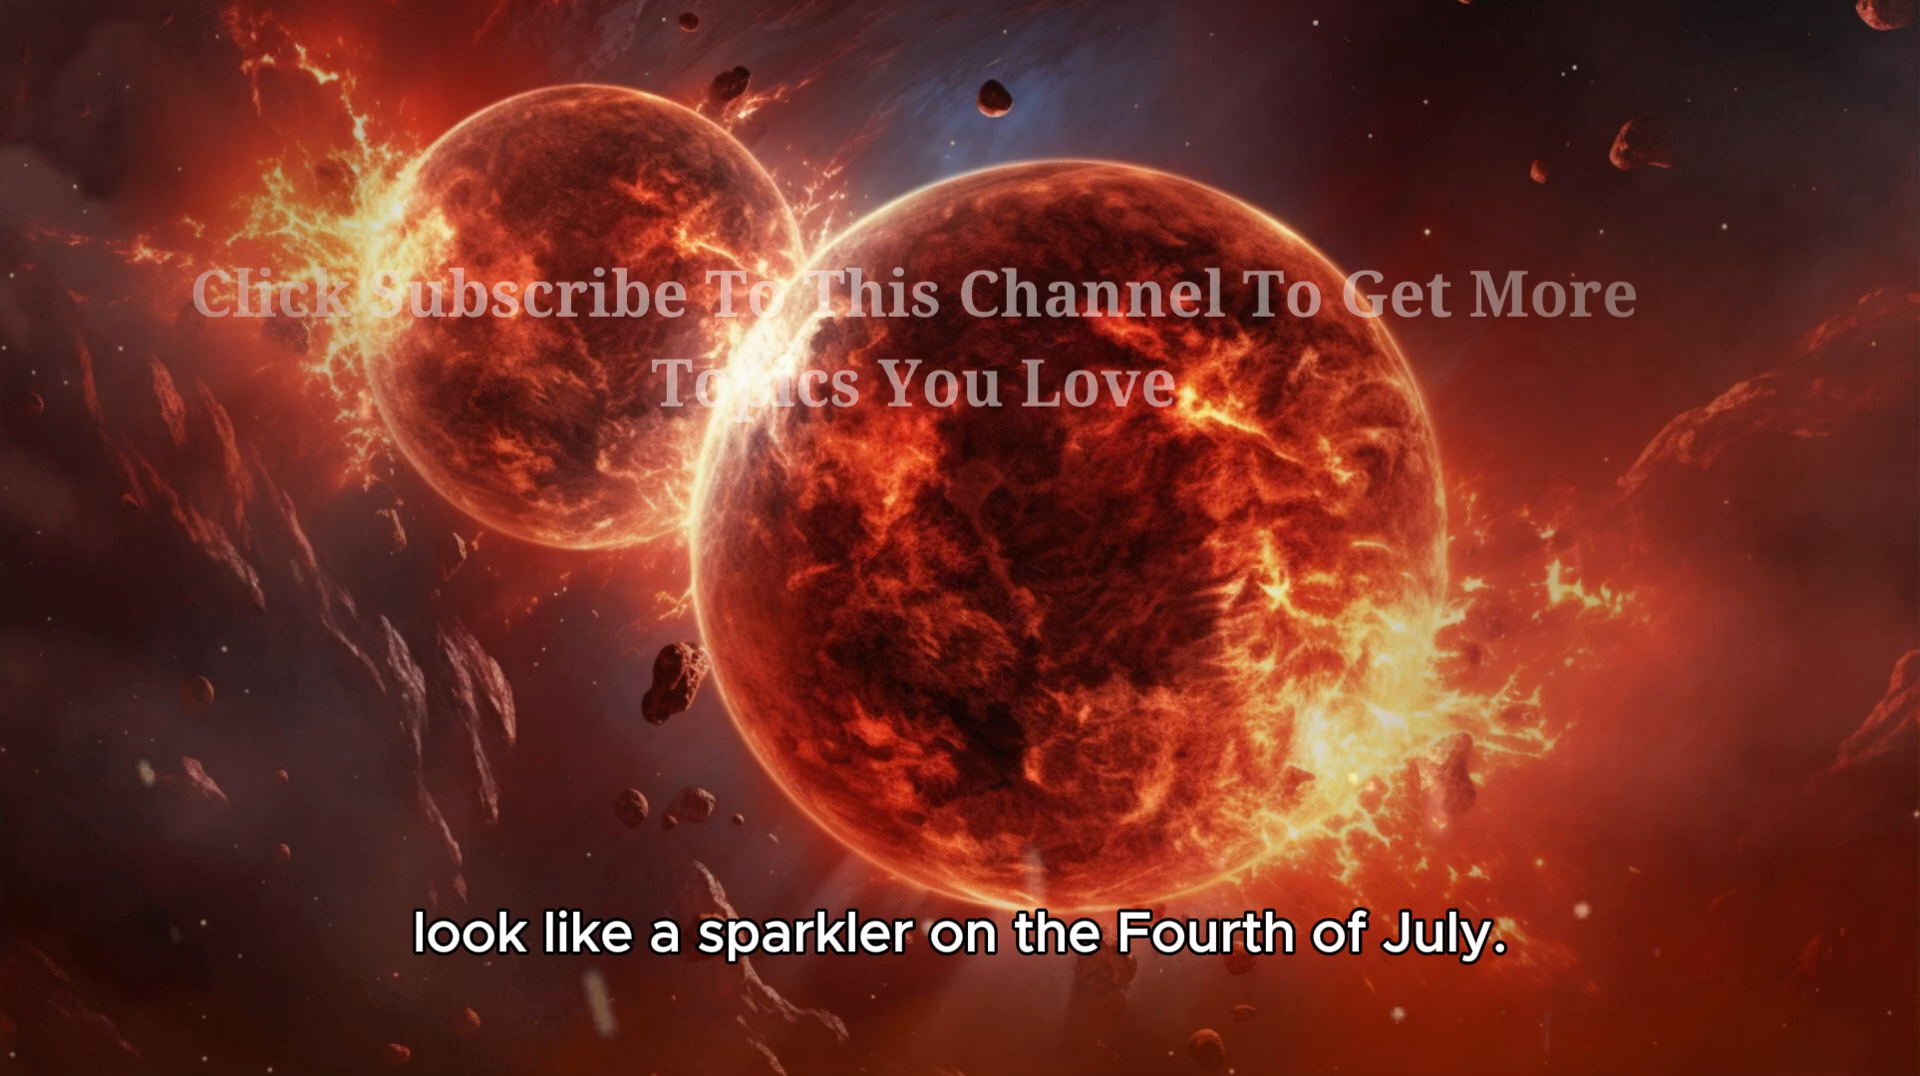 Click Subscribe To This Channel To Get More
Topics You Love
look like a sparkler on the Fourth of July.